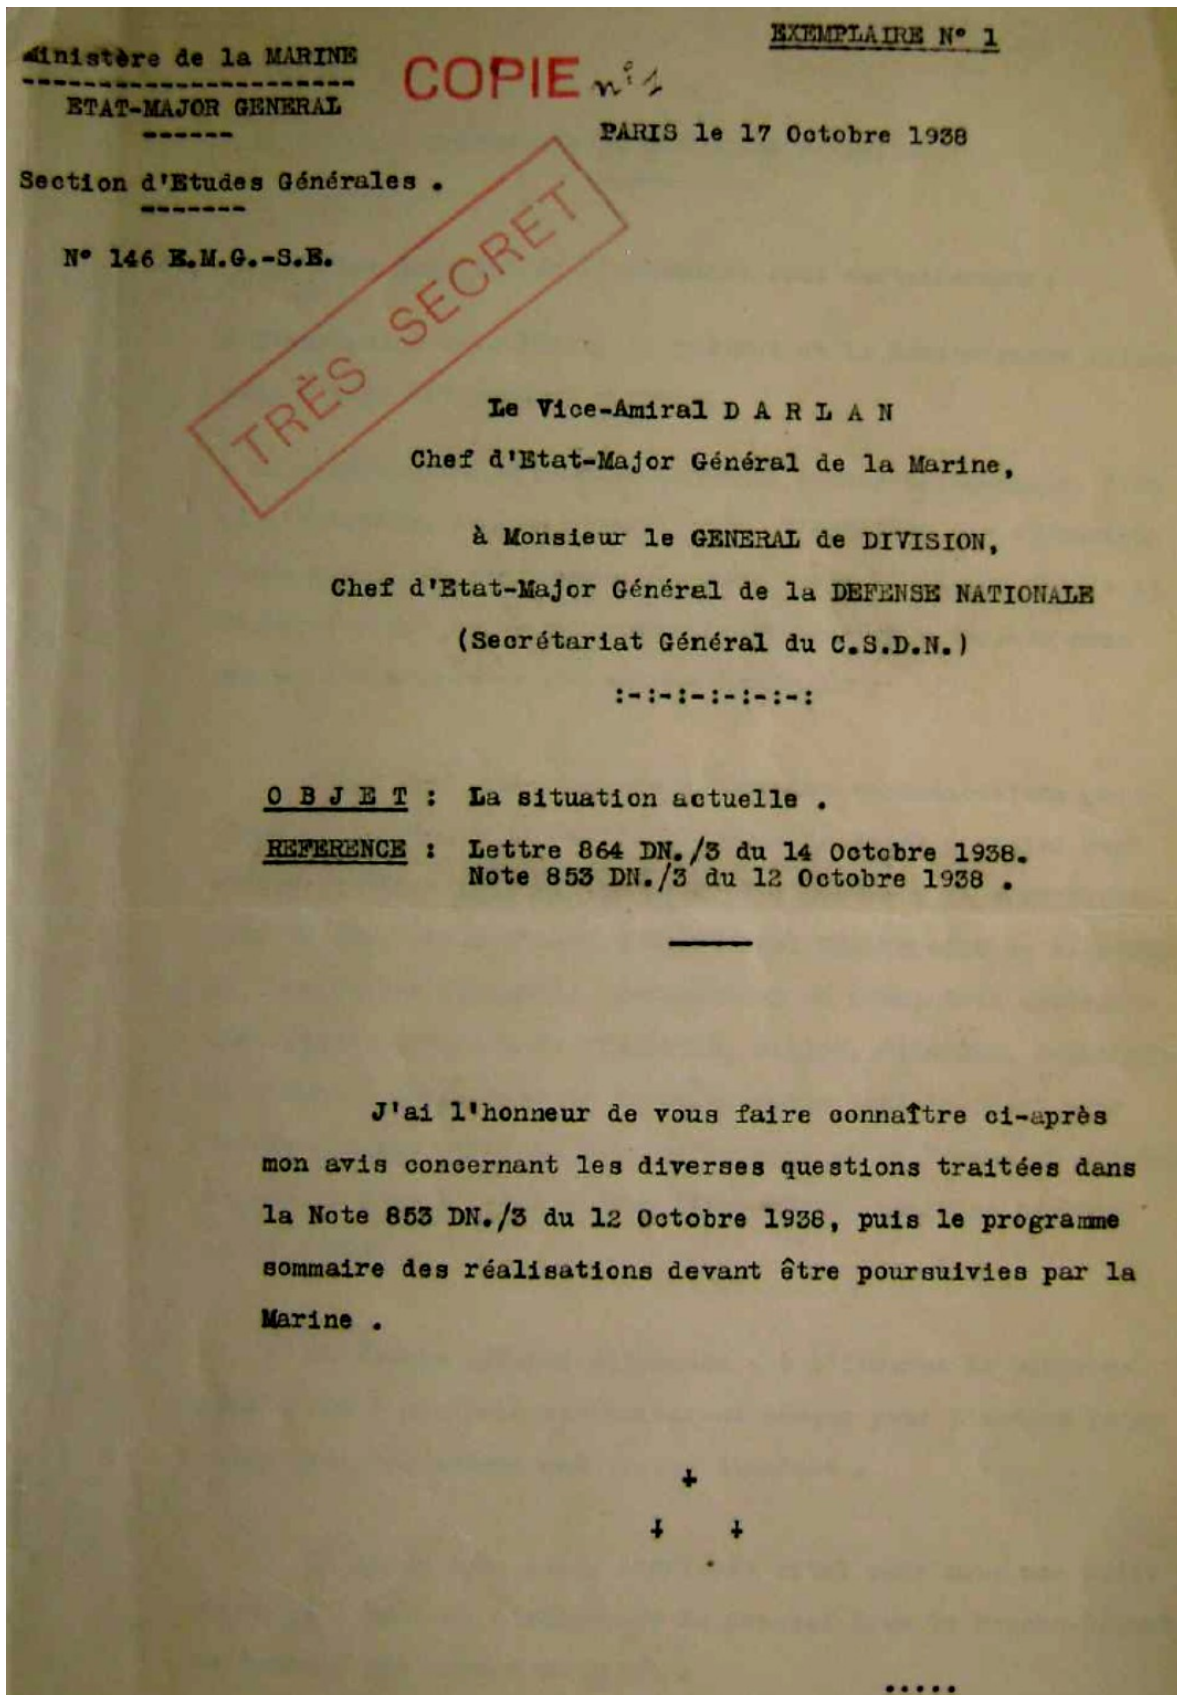 EXEMPLAIRE N° 1
Ministère de la MARINE
COPIE n° 1
ETAT-MAJOR GENERAL
PARIS le 17 Octobre 1938
Section d'Etudes Générales .
N° 146 E.M.G.-S.E.
TRÈS SECRET
Le Vice-Amiral D A R L A N
Chef d'Etat-Major Général de la Marine,
à Monsieur le GENERAL de DIVISION,
Chef d'Etat-Major Général de la DEFENSE NATIONALE
(Secrétariat Général du C.S.D.N.)
:-:-:-:-:-:-:
O B J E T : La situation actuelle .
REFERENCE : Lettre 864 DN./3 du 14 Octobre 1938.
Note 853 DN./3 du 12 Octobre 1938 .
J'ai l'honneur de vous faire connaître ci-après
mon avis concernant les diverses questions traitées dans
la Note 853 DN./3 du 12 Octobre 1938, puis le programme
sommaire des réalisations devant être poursuivies par la
Marine .
+
+ +
.....